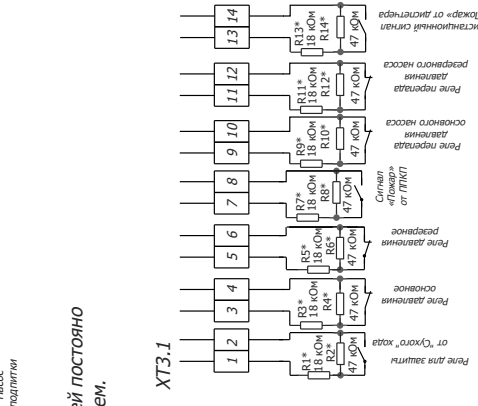 насос
подпитки
ей постояно
ем.
XT3.1
1 2
3 4
5 6
7 8
9 10
11 12
13 14
R1*
18 кОм
R2*
47 кОм
Реле для защиты
от "Сухого" хода
R3*
18 кОм
R4*
47 кОм
Реле давления
основное
R5*
18 кОм
R6*
47 кОм
Реле давления
резервное
R7*
18 кОм
R8*
47 кОм
Сигнал
«Пожар»
от ППКП
R9*
18 кОм
R10*
47 кОм
Реле перепада
давления
основного насоса
R11*
18 кОм
R12*
47 кОм
Реле перепада
давления
резервного насоса
R13*
18 кОм
R14*
47 кОм
истанционный сигнал
Пожар» от диспетчера